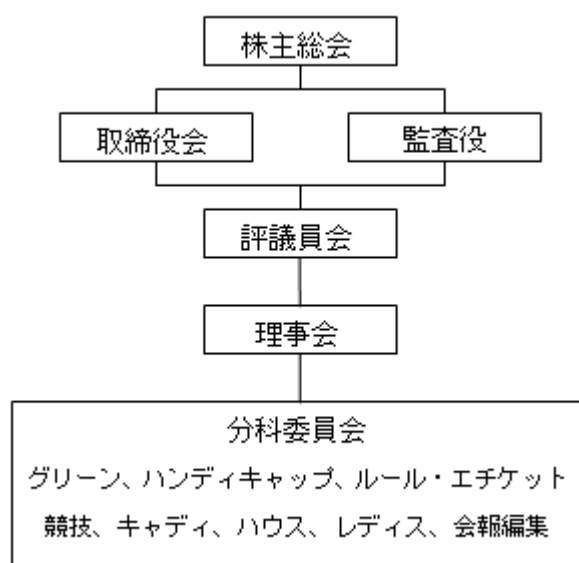 株主総会
取締役会
監査役
評議員会
理事会
分科委員会
グリーン、ハンディキャップ、ルール・エチケット
競技、キャディ、ハウス、レディス、会報編集